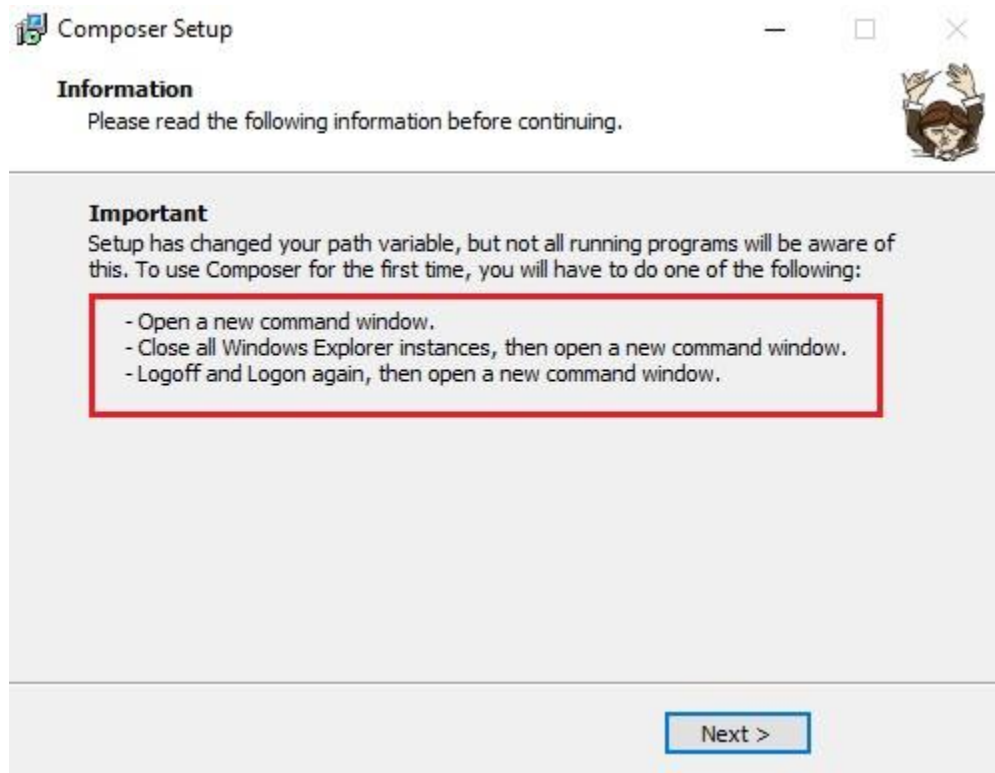 Composer Setup
Information
Please read the following information before continuing.
Important
Setup has changed your path variable, but not all running programs will be aware of
this. To use Composer for the first time, you will have to do one of the following:
- Open a new command window.
- Close all Windows Explorer instances, then open a new command window.
- Logoff and Logon again, then open a new command window.
Next >